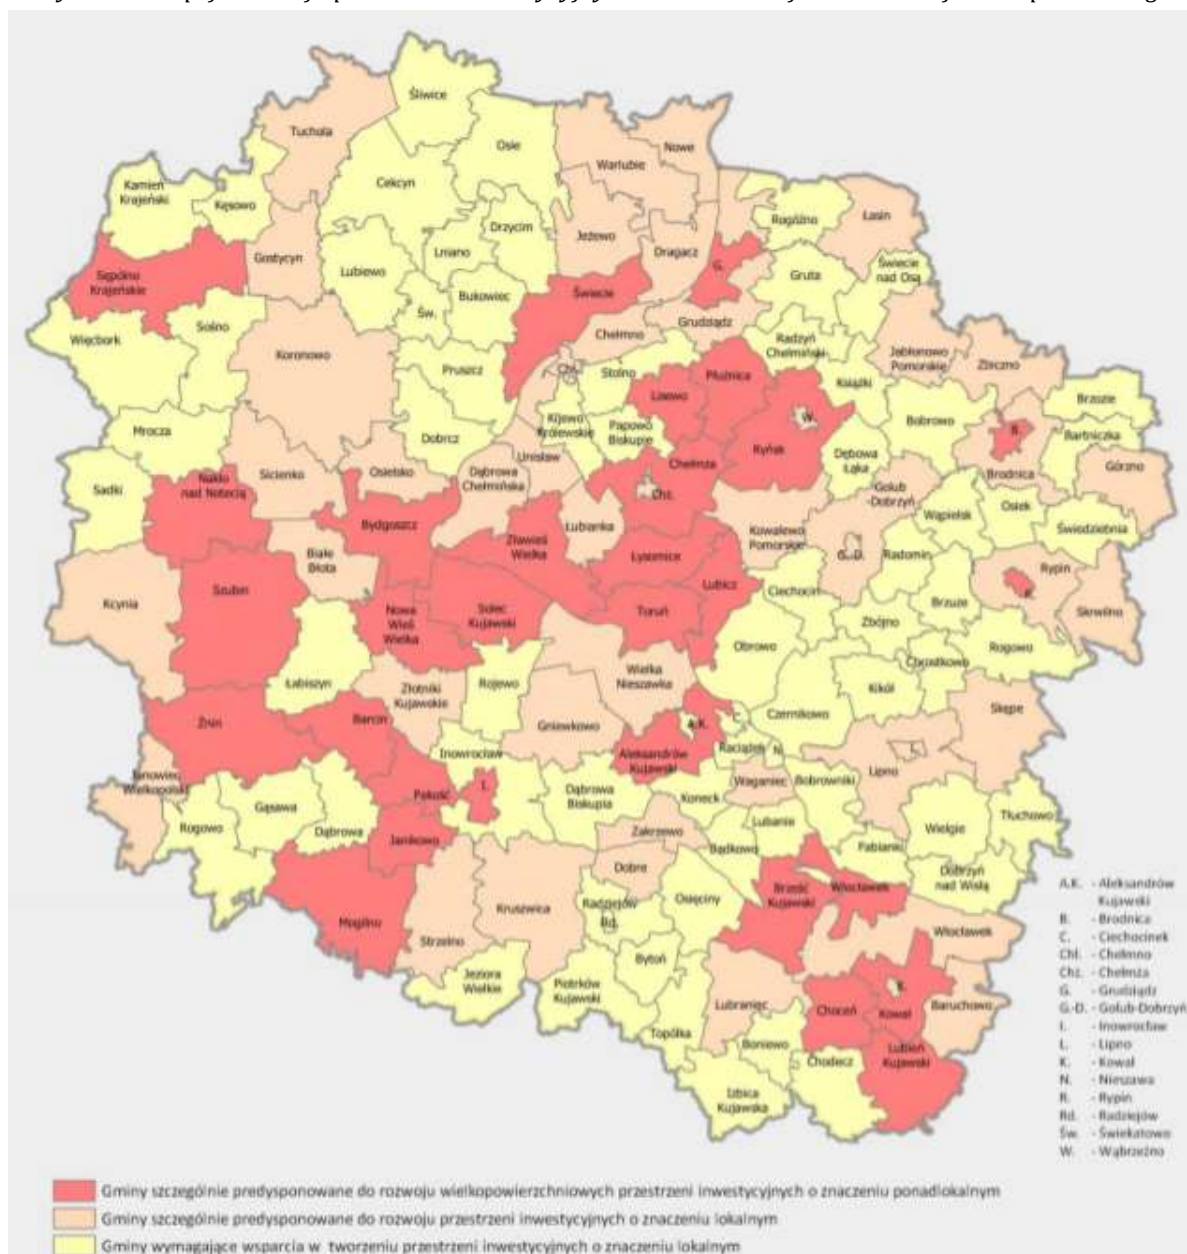 Śliwice
Tuchola
Osie
Nowe
Warlubie
Cekcyn
Kamień
Krajeński
Kęsowo
Rogóźno
Łasin
Drzycim
Jeżewo
Dragacz
Gostycyn
Lniano
Lubiewo
Sępólno
Krajeńskie
G.
Gruta
Świecie
nad Osą
Świecie
Bukowiec
Św.
Sośno
Więcbork
Grudziądz
Chełmno
Radzyń
Chełmiński
Koronowo
Jabłonowo
Pomorskie
Zbiczno
Pruszcz
Chł.
Stolno
Płużnica
Książki
Lisewo
Brzozie
Kijewo
Królewskie
Papowo
Biskupie
W.
Bobrowo
B.
Bartniczka
Mrocza
Dobrcz
Unisław
Ryńsk
Dębowa
Łąka
Chełmża
Górzno
Brodnica
Sicienko
Osielsko
Dąbrowa
Chełmińska
Nakło
nad Notecią
Sadki
Chż.
Golub
-Dobrzyń
Osiek
Wąpielsk
Bydgoszcz
Zławieś
Wielka
Łubianka
Kowalewo
Pomorskie
Świedziebnia
Białe
Błota
Łysomice
G.-D.
Radomin
Rypin
Szubin
Lubicz
Ciechocin
R.
Kcynia
Nowa
Wieś
Wielka
Solec
Kujawski
Toruń
Brzuze
Skrwilno
Zbójno
Obrowo
Rogowo
Chrostkowo
Łabiszyn
Złotniki
Kujawskie
Rojewo
Wielka
Nieszawka
Kikół
Skępe
Czernikowo
Żnin
Barcin
Gniewkowo
A.K.
C.
Inowrocław
Aleksandrów
Kujawski
Raciążek
N.
L.
Lipno
Janowiec
Wielkopolski
Pakość
I.
Waganiec
Bobrowniki
Dąbrowa
Biskupia
Koneck
Gąsawa
Rogowo
Dąbrowa
Lubanie
Wielgie
Tłuchowo
Janikowo
Zakrzewo
Bądkowo
Fabianki
Dobre
Dobrzyń
nad Wisłą
Brześć
Kujawski
Włocławek
Osięciny
Radziejów
Rd.
Kruszwica
Mogilno
Strzelno
Włocławek
Bytoń
Jeziora
Wielkie
Piotrków
Kujawski
K.
Lubraniec
Choceń
Kowal
Baruchowo
Topólka
Boniewo
Chodecz
Lubień
Kujawski
Izbica
Kujawska
A.K. - Aleksandrów
Kujawski
B. - Brodnica
C. - Ciechocinek
Chł. - Chełmno
Chż. - Chełmża
G. - Grudziądz
G.-D. - Golub-Dobrzyń
I. - Inowrocław
L. - Lipno
K. - Kowal
N. - Nieszawa
R. - Rypin
Rd. - Radziejów
Św. - Świekatowo
W. - Wąbrzeźno
Gminy szczególnie predysponowane do rozwoju wielkopowierzchniowych przestrzeni inwestycyjnych o znaczeniu ponadlokalnym
Gminy szczególnie predysponowane do rozwoju przestrzeni inwestycyjnych o znaczeniu lokalnym
Gminy wymagające wsparcia w tworzeniu przestrzeni inwestycyjnych o znaczeniu lokalnym